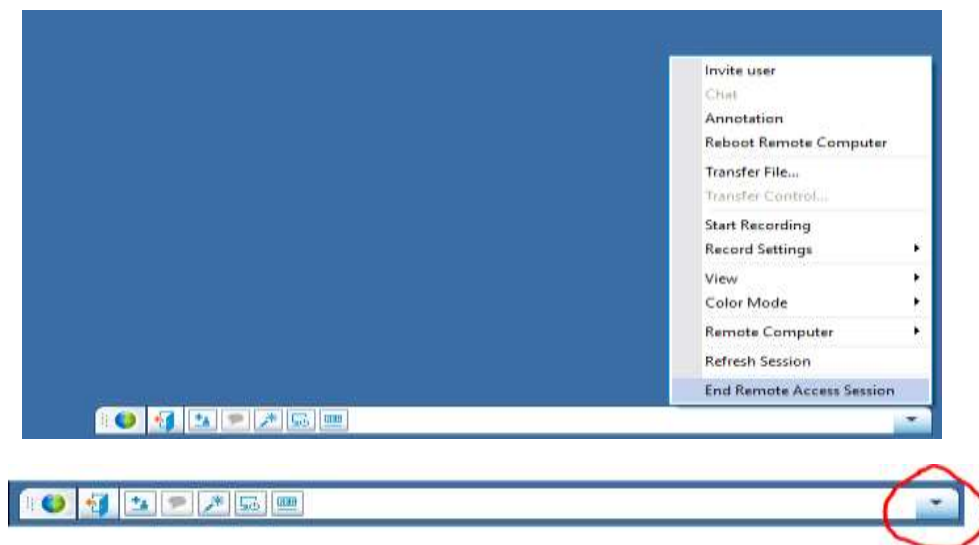 Invite user
Chat
Annotation
Reboot Remote Computer
Transfer File...
Transfer Control...
Start Recording
Record Settings
View
Color Mode
Remote Computer
Refresh Session
End Remote Access Session